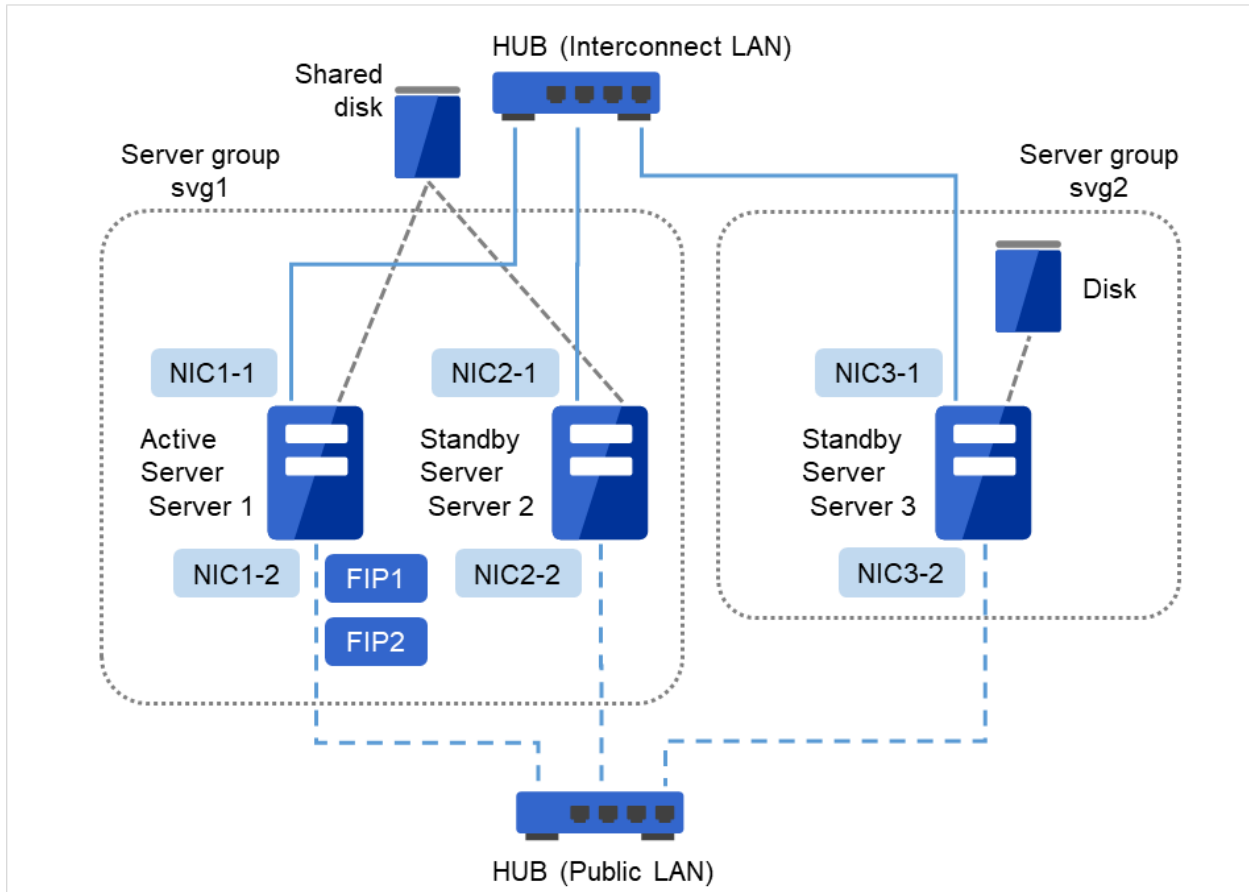 HUB (Interconnect LAN)
Shared
disk
Server group
svg1
Server group
svg2
Disk
NIC1-1
NIC2-1
NIC3-1
Active
Server
Server 1
Standby
Server
Server 2
Standby
Server
Server 3
NIC1-2
FIP1
NIC2-2
NIC3-2
FIP2
HUB (Public LAN)